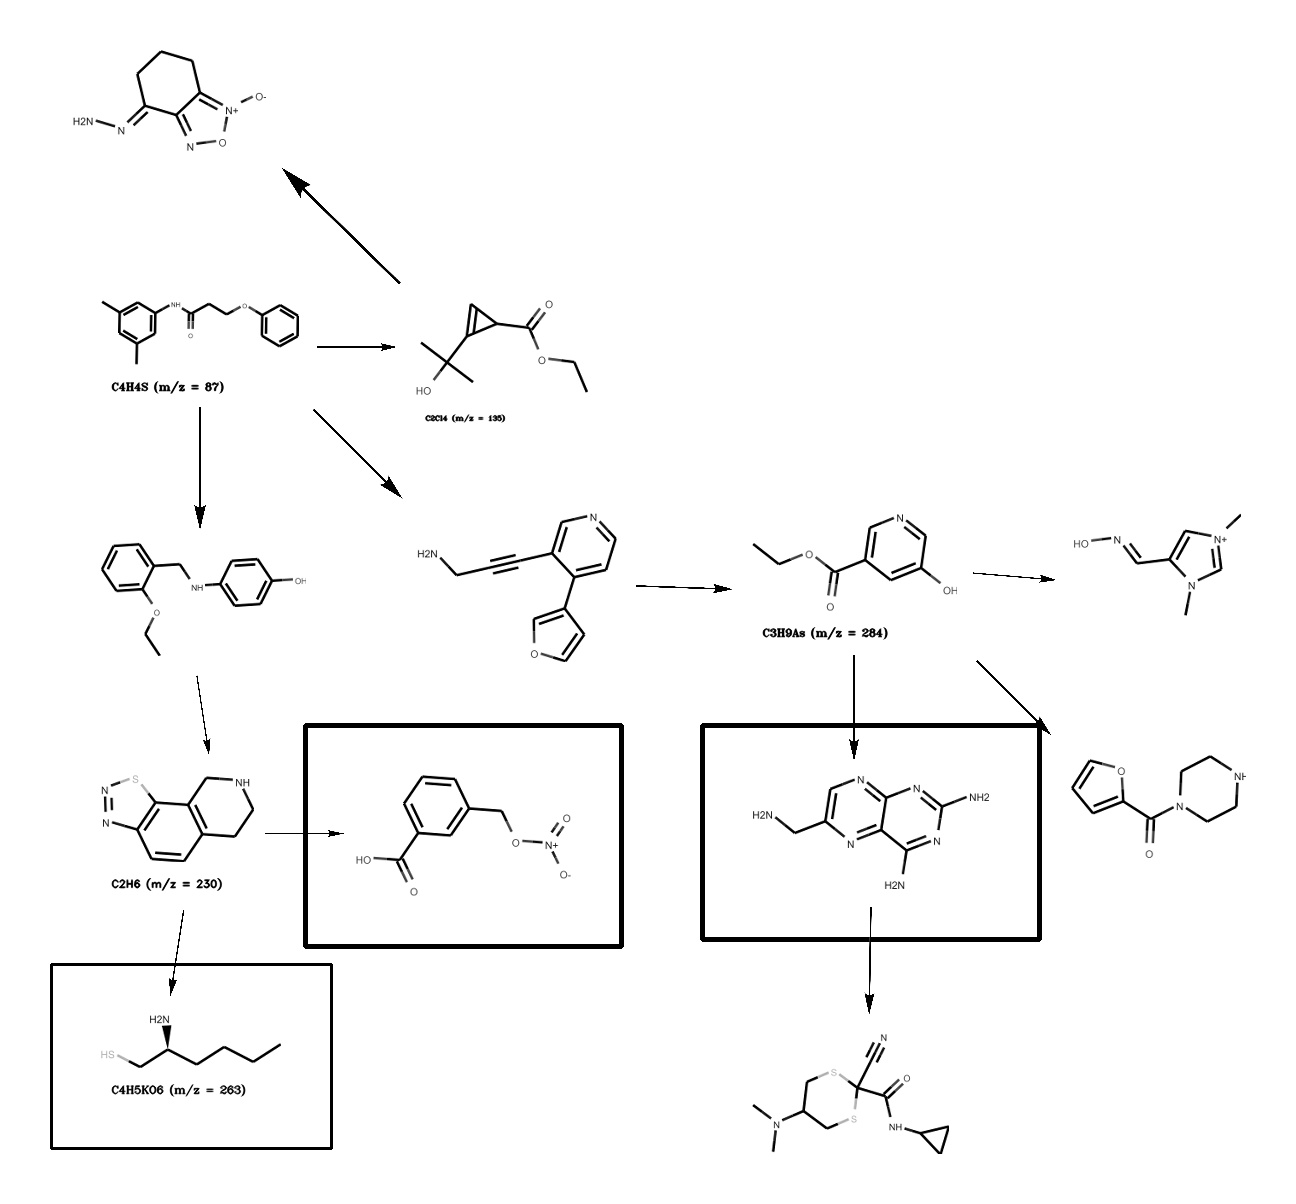 O-
N+
H2N
N
N
O
NH
O
O
C4H4S (m/z = 87)
O
O
HO
C2Cl4 (m/z = 135)
NH
OH
O
H2N
N
O
N
O
O
OH
C3H9As (m/z = 284)
HO
N
N+
N
S
N
N
NH
C2H6 (m/z = 230)
HO
O
O
N+
O
O-
N
N
NH2
H2N
N
N
H2N
O
N
NH
O
H2N
HS
C4H5KO6 (m/z = 263)
N
S
O
S
N
NH